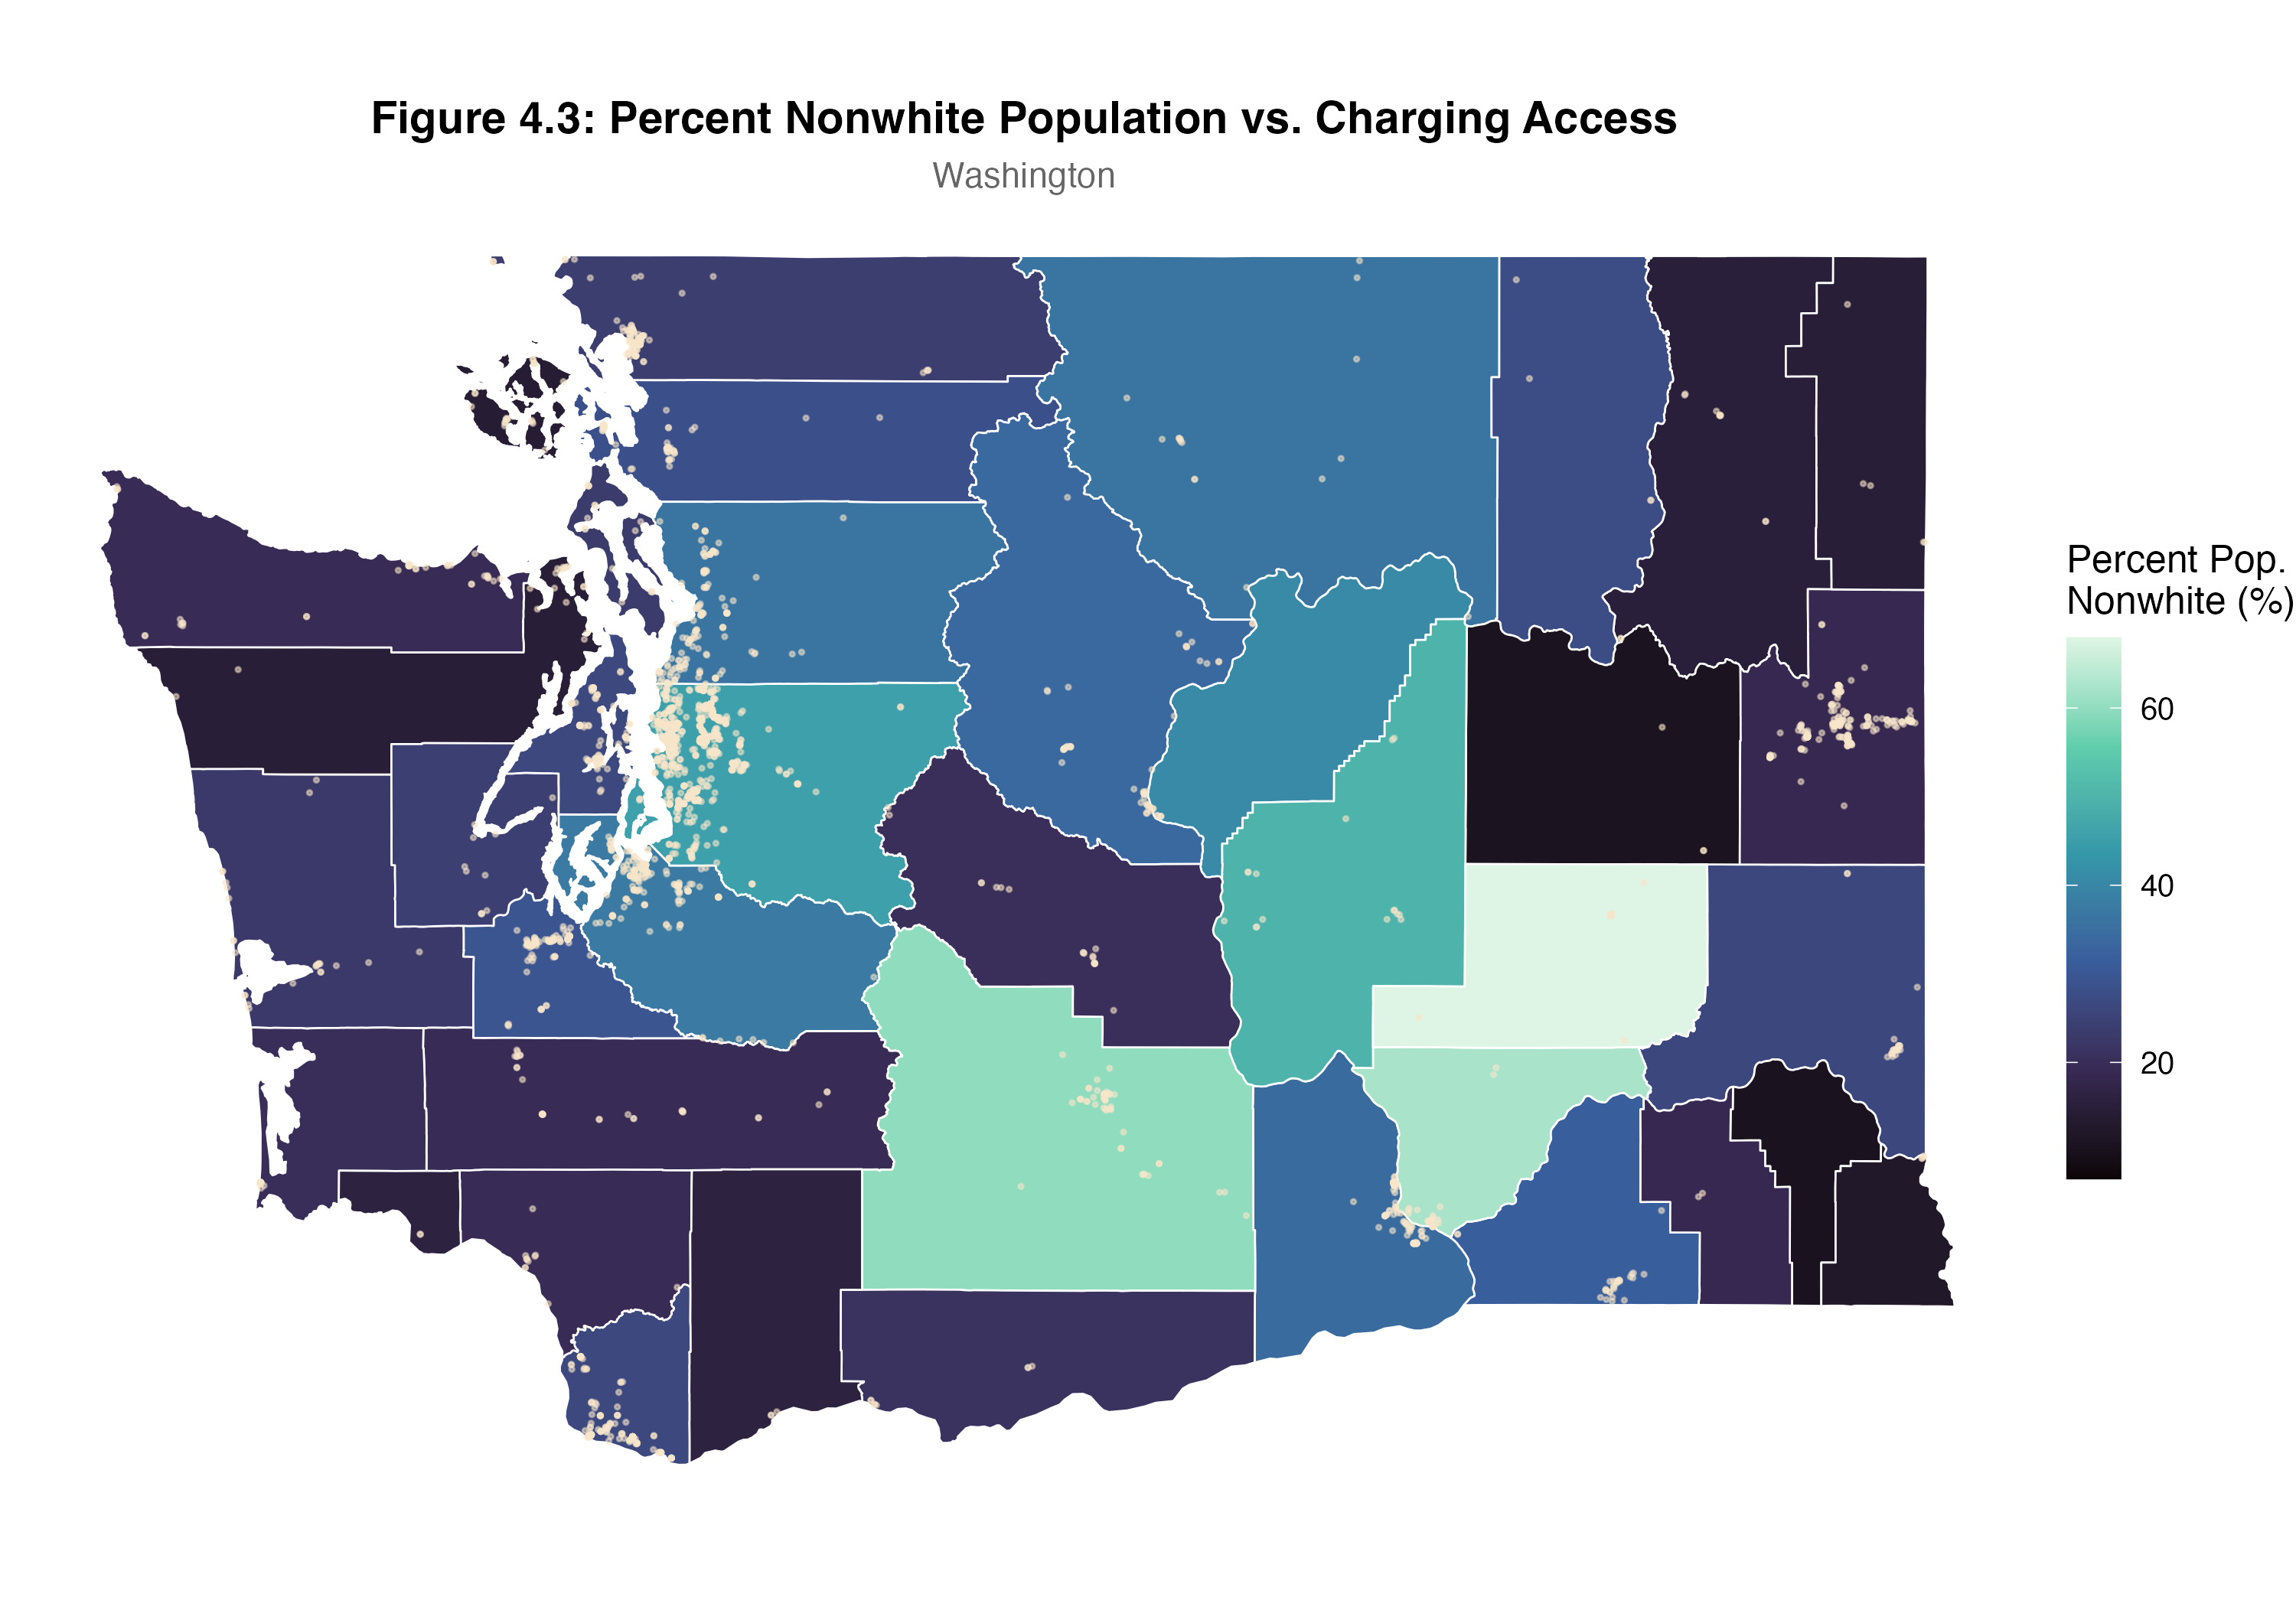 Figure 4.3: Percent Nonwhite Population vs. Charging Access
Washington
Percent Pop.
Nonwhite (%)
60
40
20